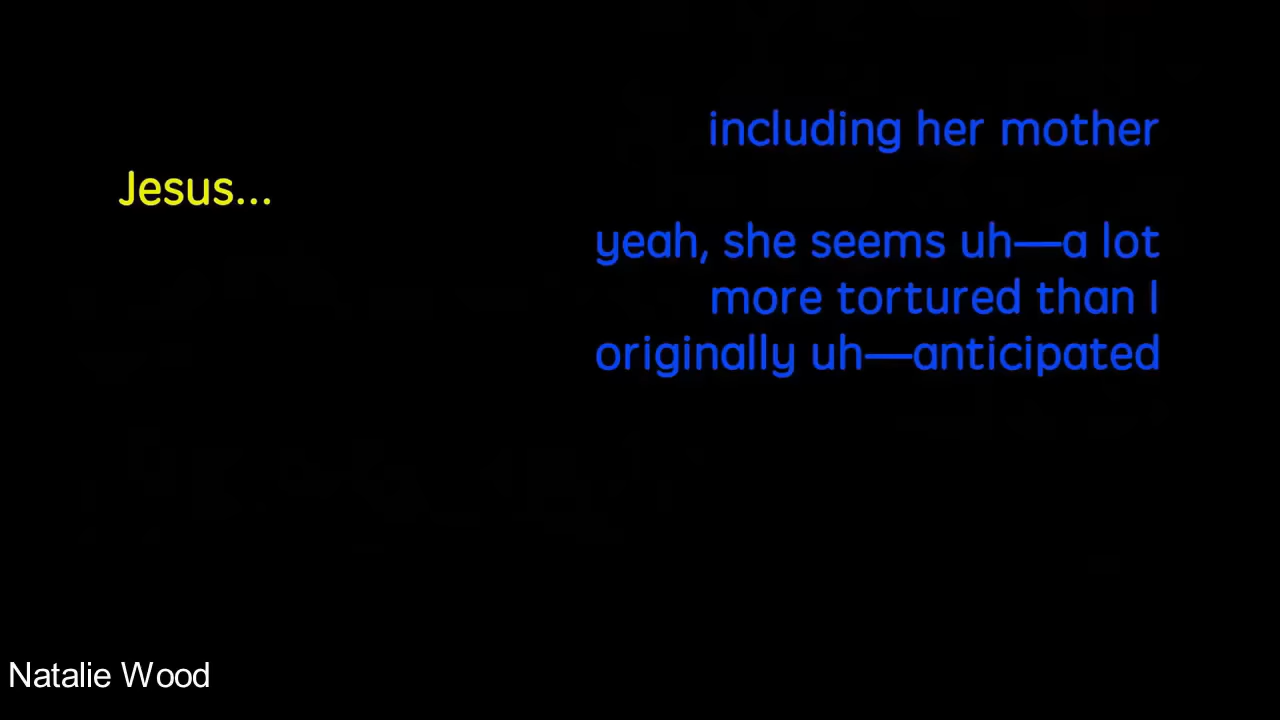 including her mother
Jesus...
yeah, she seems uh—a lot
more tortured than I
originally uh—anticipated
Natalie Wood